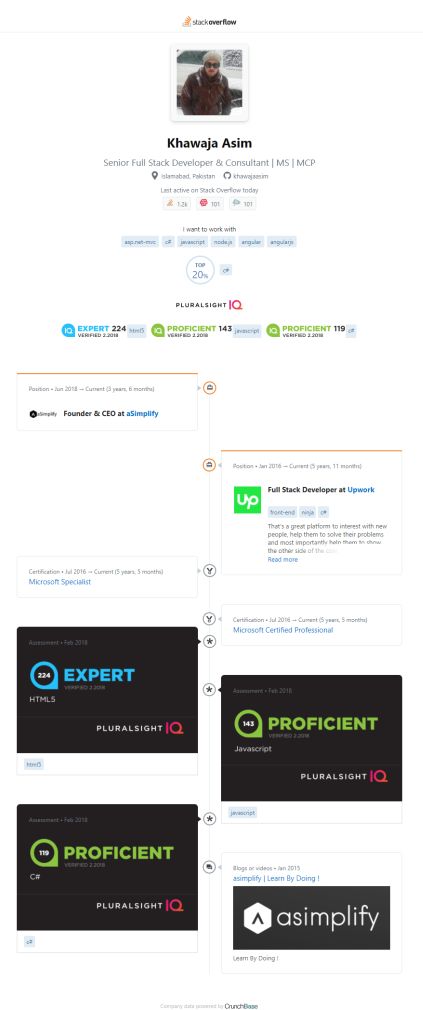 stackoverflow
Khawaja Asim
Senior Full Stack Developer & Consultant | MS | MCP
Islamabad, Pakistan khawajaasim
Last active on Stack Overflow today
1.2k 101 101
I want to work with
asp.net-mvc c# javascript node.js angular angularjs
TOP
20%
c#
PLURALSIGHT IQ
IQ EXPERT 224 html5 IQ PROFICIENT 143 javascript IQ PROFICIENT 119 c#
VERIFIED 2.2018 VERIFIED 2.2018 VERIFIED 2.2018
Position • Jun 2018 → Current (3 years, 6 months)
aSimplify Founder & CEO at aSimplify
Position • Jan 2016 → Current (5 years, 11 months)
Up Full Stack Developer at Upwork
front-end ninja c#
That's a great platform to interest with new
people, help them to solve their problems
and most importantly help them to show
the other side of the
Read more
Certification • Jul 2016 → Current (5 years, 5 months)
Microsoft Specialist
Certification • Jul 2016 → Current (5 years, 5 months)
Microsoft Certified Professional
Assessment • Feb 2018
224 EXPERT
VERIFIED 2.2018
HTML5
PLURALSIGHT IQ
html5
Assessment • Feb 2018
143 PROFICIENT
VERIFIED 2.2018
Javascript
PLURALSIGHT IQ
javascript
Assessment • Feb 2018
119 PROFICIENT
VERIFIED 2.2018
C#
PLURALSIGHT IQ
c#
Blogs or videos • Jan 2015
asimplify | Learn By Doing !
asimplify
Learn By Doing !
Company data powered by CrunchBase